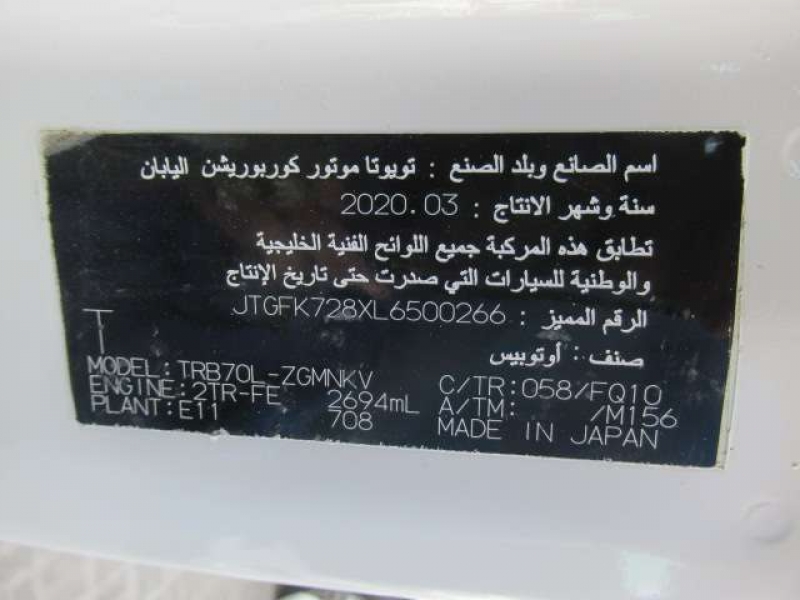 اسم الصانع وبلد الصنع : تويوتا موتور كوربوريشن اليابان
سنة وشهر الانتاج : 2020.03
تطابق هذه المركبة جميع اللوائح الفنية الخليجية
والوطنية للسيارات التي صدرت حتى تاريخ الإنتاج
الرقم المميز : JTGFK728XL6500266
صنف : أوتوبيس
T
MODEL:TRB70L-ZGMNKV C/TR:058/FQ10
ENGINE:2TR-FE 2694mL A/TM: /M156
PLANT:E11 708 MADE IN JAPAN